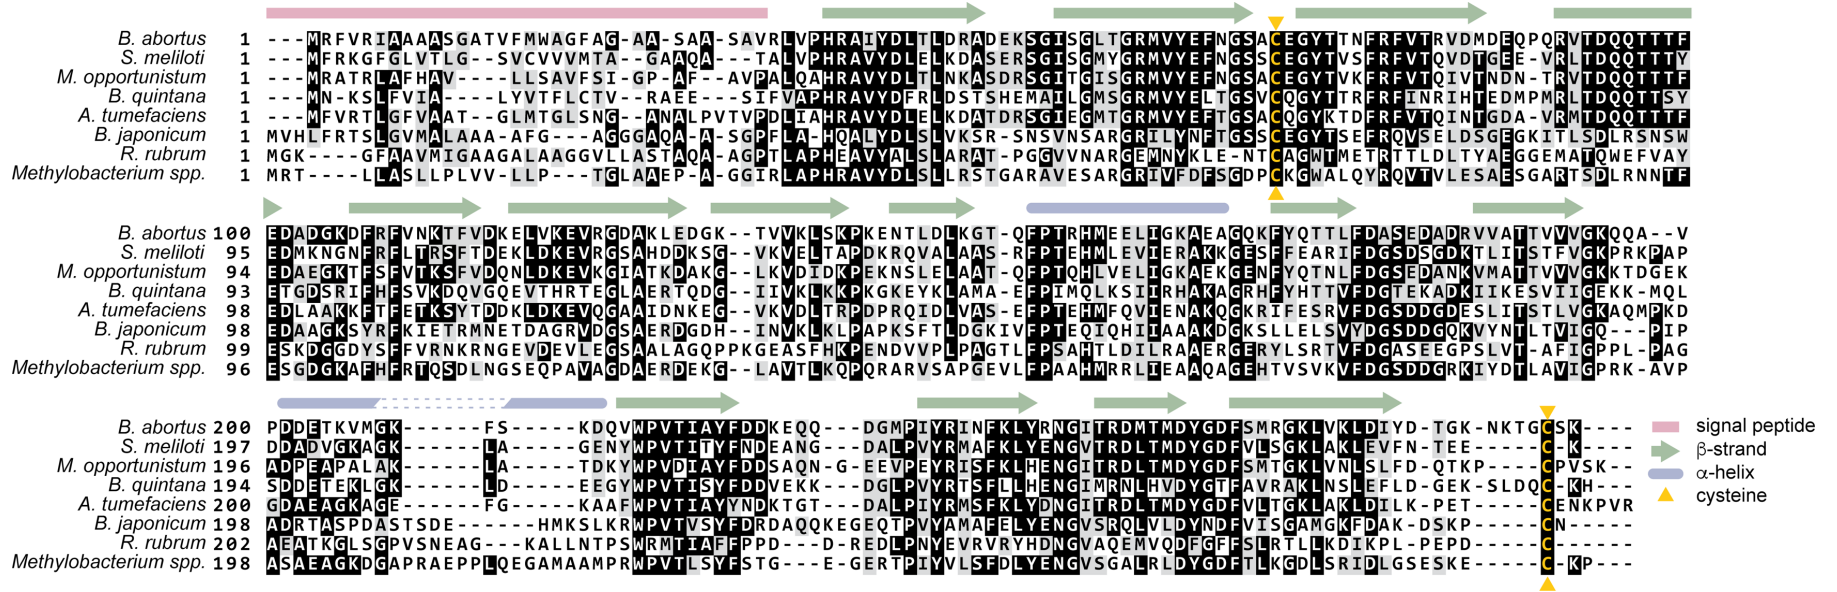 B. abortus 1 ---MRFVRIAAAASGATVFMWAGFAG-AA-SAA-SAVRLVPHRAIYDLTLDRADEKSGISGLTGRMVYEFNGSACEGYTTNFRFVTRVDMDEQPQRVTDQQTTTF
S. meliloti 1 ---MFRKGFGLVTLG--SVCVVVMTA--GAAQA---TALVPHRAVYDLELKDASERSGISGMYGRMVYEFNGSSCEGYTVSFRFVTQVDTGEE-VRLTDQQTTTY
M. opportunistum 1 ---MRATRLAFHAV-----LLSAVFSI-GP-AF--AVPALQAHRAVYDLTLNKASDRSGITGISGRMVYEFNGSACEGYTVKFRFVTQIVTNDN-TRVTDQQTTTF
B. quintana 1 ---MN-KSLFVIA----LYVTFLCTV--RAEE---SIFVAPHRAVYDFRLDSTSHEMAILGMSGRMVYELTGSVCQGYTTRFRFINRIHTEDMPMRLTDQQTTSY
A. tumefaciens 1 ---MFVRTLGFVAAT--GLMTGLSNG--ANALPVTVPDLIAHRAVYDLELKDATDRSGIEGMTGRMVYEFNGSACQGYKTDFRFVTQINTGDA-VRMTDQQTTTF
B. japonicum 1 MVHLFRTSLGVMALAAA-AFG---AGGGAQA-A-SGPFLA-HQALYDLSLVKSR-SNSVNSARGRILYNFTGSSCEGYTSEFRQVSELDSGEGKITLSDLRSNSW
R. rubrum 1 MGK----GFAAVMIGAAGALAAGGVLLASTAQA-AGPTLAPHEAVYALSLARAT-PGGVVNARGEMNYKLE-NTCAGWTMETRTTLDLTYAEGGEMATQWEFVAY
Methylobacterium spp. 1 MRT----LLASLLPLVV-LLP---TGLAAEP-A-GGIRLAPHRAVYDLSLLRSTGARAVESARGRIVFDFSGDPCKGWALQYRQVTVLESAESGARTSDLRNNTF
B. abortus 100 EDADGKDFRFVNKTFVDKELVKEVRGDAKLEDGK--TVVKLSKPKENTLDLKGT-QFPTRHMEELIGKAEAGQKFYQTTLFDASEDADRVVATTVVVGKQQA--V
S. meliloti 95 EDMKNGNFRFLTRSFTDEKLDKEVRGSAHDDKSG--VKVELTAPDKRQVALAAS-RFPTEHMLEVIERAKKGESFFEARIFDGSDSGDKTLITSTFVGKPRKPAP
M. opportunistum 94 EDAEGKTFSFVTKSFVDQNLDKEVKGIATKDAKG--LKVDIDKPEKNSLELAAT-QFPTQHLVELIGKAEKGENFYQTNLFDGSEDANKVMATTVVVGKKTDGEK
B. quintana 93 ETGDSRIFHFSVKDQVGQEVTHRTEGLAERTQDG--IIVKLKKPKGKEYKLAMA-EFPIMQLKSIIRHAKAGRHFYHTTVFDGTEKADKIIKESVIIGEKK-MQL
A. tumefaciens 98 EDLAAKKFTFETKSYTDDKLDKEVQGAAIDNKEG--VKVDLTRPDPRQIDLVAS-EFPTEHMFQVIENAKQGKRIFESRVFDGSDDGDESLITSTLVGKAQMPKD
B. japonicum 98 EDAAGKSYRFKIETRMNETDAGRVDGSAERDGDH--INVKLKLPAPKSFTLDGKIVFPTEQIQHIIAAAKDGKSLLELSVYDGSDDGQKVYNTLTVIGQ---PIP
R. rubrum 99 ESKDGGDYSFFVRNKRNGEVDEVLEGSAALAGQPPKGEASFHKPENDVVPLPAGTLFPSAHTLDILRAAERGERYLSRTVFDGASEEGPSLVT-AFIGPPL-PAG
Methylobacterium spp. 96 ESGDGKAFHFRTQSDLNGSEQPAVAGDAERDEKG--LAVTLKQPQRARVSAPGEVLFPAAHMRRLIEAAQAGEHTVSVKVFDGSDDGRKIYDTLAVIGPRK-AVP
B. abortus 200 PDDETKVMGK------FS-----KDQVWPVTIAYFDDKEQQ---DGMPIYRINFKLYRNGITRDMTMDYGDFSMRGKLVKLDIYD-TGK-NKTGCSK----
S. meliloti 197 DDADVGKAGK------LA-----GENYWPVTITYFNDEANG---DALPVYRMSFKLYENGVTRDLTMDYGDFVLSGKLAKLEVFN-TEE-----C-K----
M. opportunistum 196 ADPEAPALAK------LA-----TDKYWPVDIAYFDDSAQN-G-EEVPEYRISFKLHENGITRDLTMDYGDFSMTGKLVNLSLFD-QTKP----CPVSK--
B. quintana 194 SDDETEKLGK------LD-----EEGYWPVTISYFDDVEKK---DGLPVYRTSFLLHENGIMRNLHVDYGTFAVRAKLNSLEFLD-GEK-SLDQC-KH---
A. tumefaciens 200 GDAEAGKAGE------FG-----KAAFWPVTIAYYNDKTGT---DALPIYRMSFKLYDNGITRDLTMDYGDFVLTGKLAKLDILK-PET-----CENKPVR
B. japonicum 198 ADRTASPDASTSDE-----HMKSLKRWPVTVSYFDRDAQQKEGEQTPVYAMAFELYENGVSRQLVLDYNDFVISGAMGKFDAK-DSKP-----CN-----
R. rubrum 202 AEATKGLSGPVSNEAG---KALLNTPSWRMTIAFFPPD---D-REDLPNYEVRVRYHDNGVAQEMVQDFGFFSLRTLLKDIKPL-PEPD-----C------
Methylobacterium spp. 198 ASAEAGKDGAPRAEPPLQEGAMAAMPRWPVTLSYFSTG---E-GERTPIYVLSFDLYENGVSGALRLDYGDFTLKGDLSRIDLGSESKE-----C-KP---
signal peptide
β-strand
α-helix
cysteine